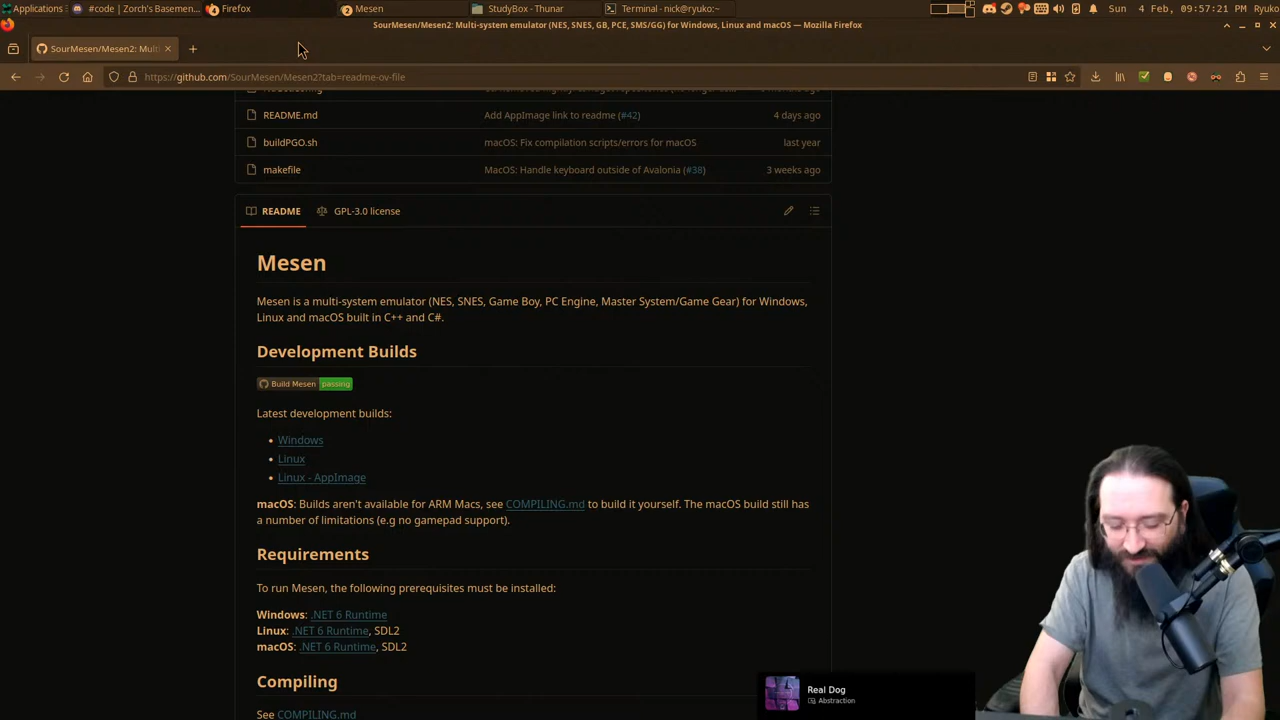 Applications
#code | Zorch's Basemen...
Firefox
Mesen
StudyBox - Thunar
Terminal - nick@ryuko:~
Sun 4 Feb, 09:57:21 Ryuko
SourMesen/Mesen2: Multi-system emulator (NES, SNES, GB, PCE, SMS/GG) for Windows, Linux and macOS — Mozilla Firefox
SourMesen/Mesen2: Mult
https://github.com/SourMesen/Mesen2?tab=readme-ov-file
README.md Add AppImage link to readme (#42) 4 days ago
buildPGO.sh macOS: Fix compilation scripts/errors for macOS last year
makefile MacOS: Handle keyboard outside of Avalonia (#38) 3 weeks ago
README GPL-3.0 license
Mesen
Mesen is a multi-system emulator (NES, SNES, Game Boy, PC Engine, Master System/Game Gear) for Windows,
Linux and macOS built in C++ and C#.
Development Builds
Build Mesen passing
Latest development builds:
Windows
Linux
Linux - AppImage
macOS: Builds aren't available for ARM Macs, see COMPILING.md to build it yourself. The macOS build still has
a number of limitations (e.g no gamepad support).
Requirements
To run Mesen, the following prerequisites must be installed:
Windows: .NET 6 Runtime
Linux: .NET 6 Runtime, SDL2
macOS: .NET 6 Runtime, SDL2
Compiling
See COMPILING.md
Real Dog
Abstraction